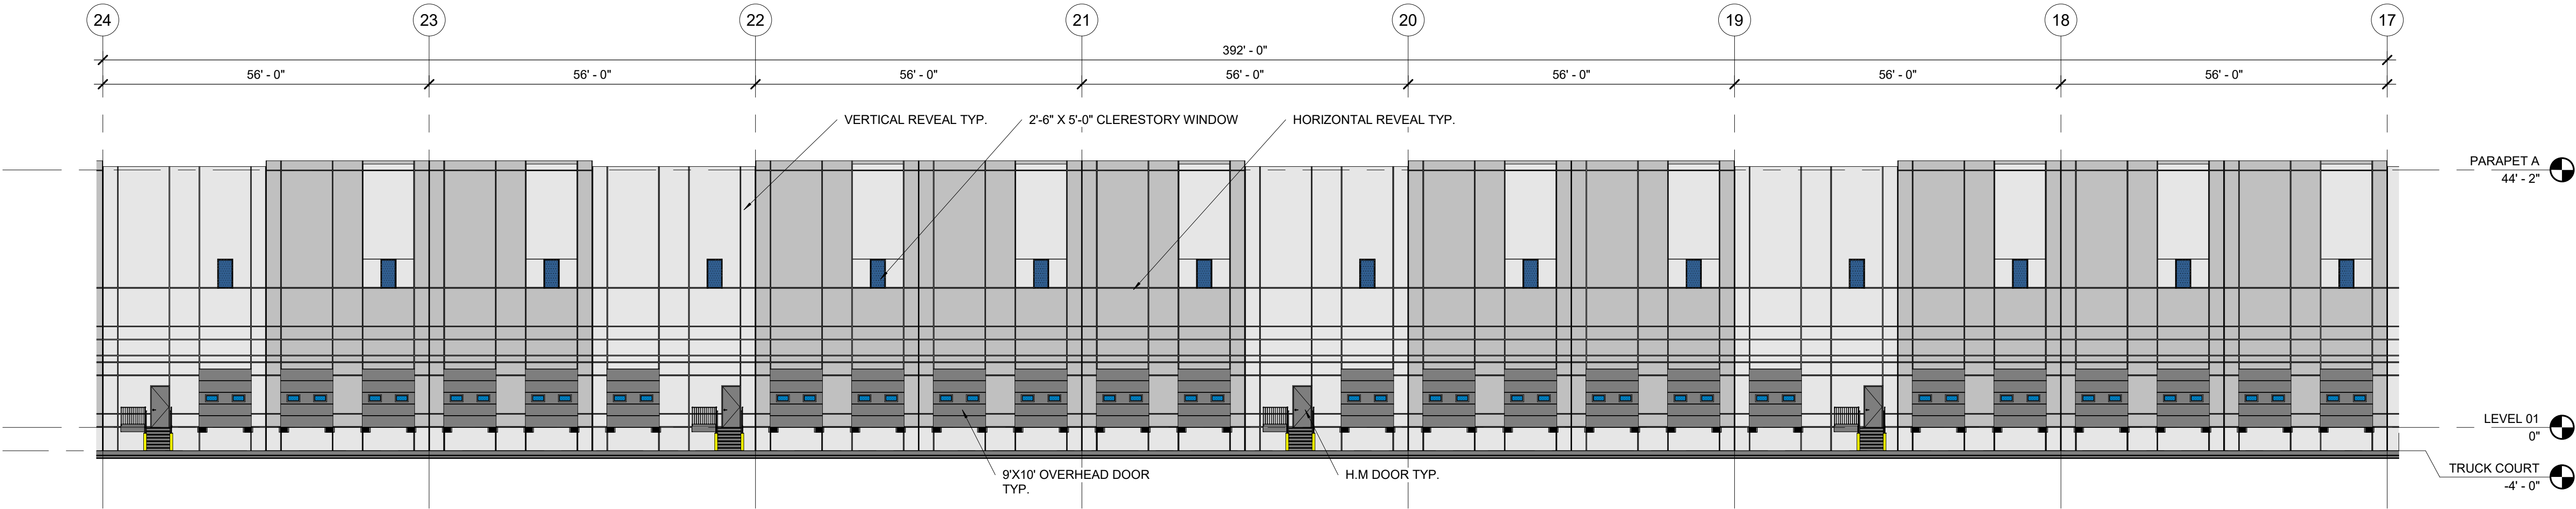 24 23 22 21 20 19 18 17
392' - 0"
56' - 0" 56' - 0" 56' - 0" 56' - 0" 56' - 0" 56' - 0" 56' - 0"
VERTICAL REVEAL TYP. 2'-6" X 5'-0" CLERESTORY WINDOW HORIZONTAL REVEAL TYP.
PARAPET A
44' - 2"
LEVEL 01
0"
TRUCK COURT
-4' - 0"
9'X10' OVERHEAD DOOR
TYP.
H.M DOOR TYP.